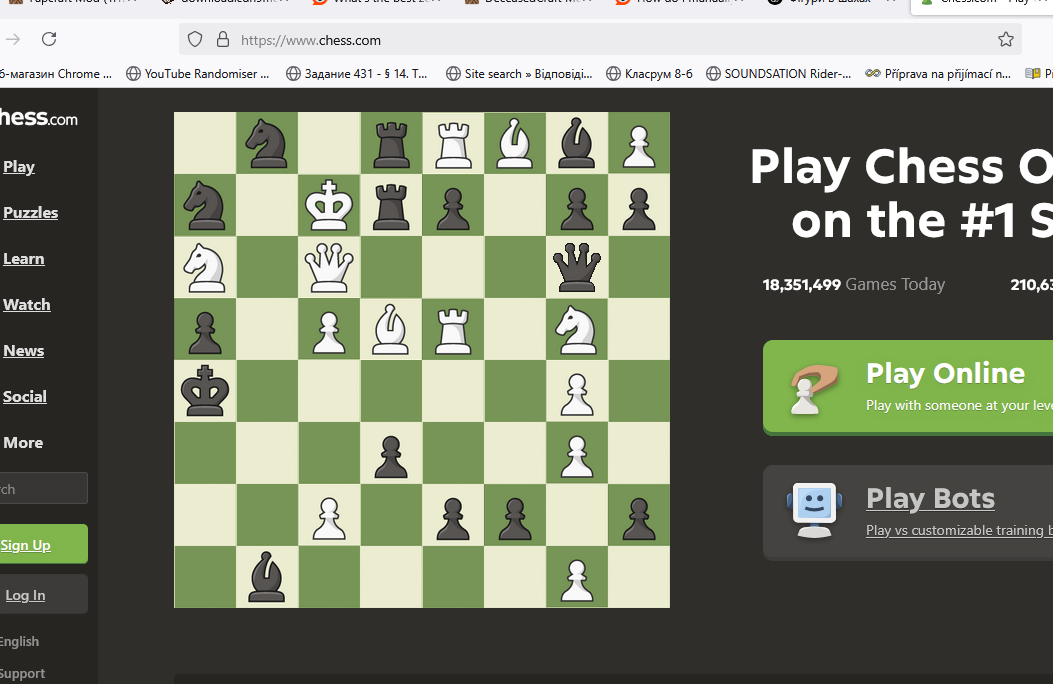 https://www.chess.com
б-магазин Chrome ... YouTube Randomiser ... Задание 431 - § 14. Т... Site search » Відповіді... Класрум 8-6 SOUNDSATION Rider-... Příprava na přijímací n...
hess.com
Play
Puzzles
Learn
Watch
News
Social
More
rch
Sign Up
Log In
English
Support
Play Chess O
on the #1 S
18,351,499 Games Today 210,63
Play Online
Play with someone at your leve
Play Bots
Play vs customizable training b